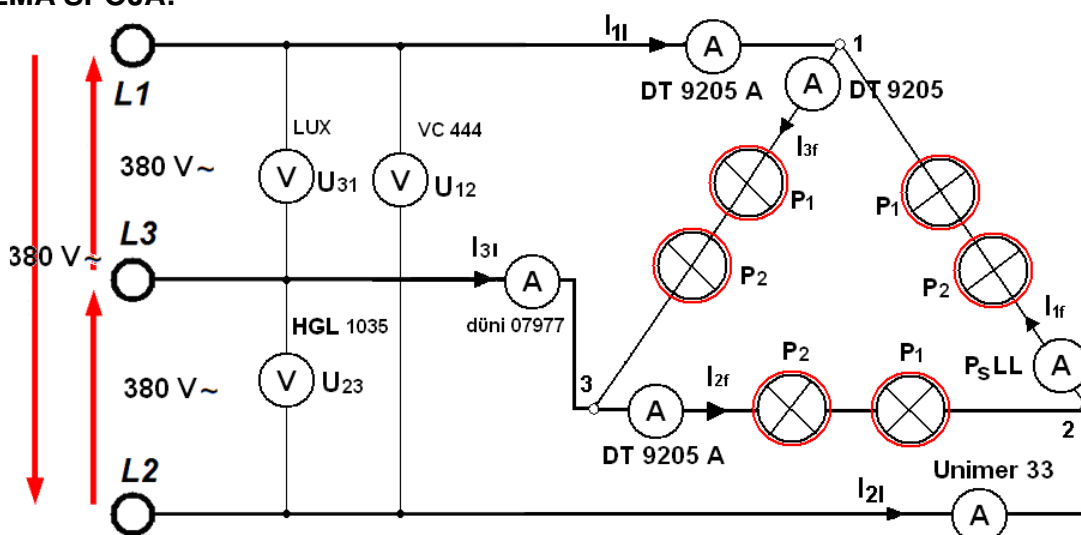 EMA SPOJA:
I1l
A
1
L1
DT 9205 A
A
DT 9205
I3f
LUX
VC 444
380 V~
V
U31
V
U12
P1
P1
L3
380 V~
I3l
A
P2
P2
düni 07977
I1f
HGL 1035
V
U23
380 V~
3
A
I2f
P2
P1
PSLL
A
DT 9205 A
2
L2
Unimer 33
I2l
A